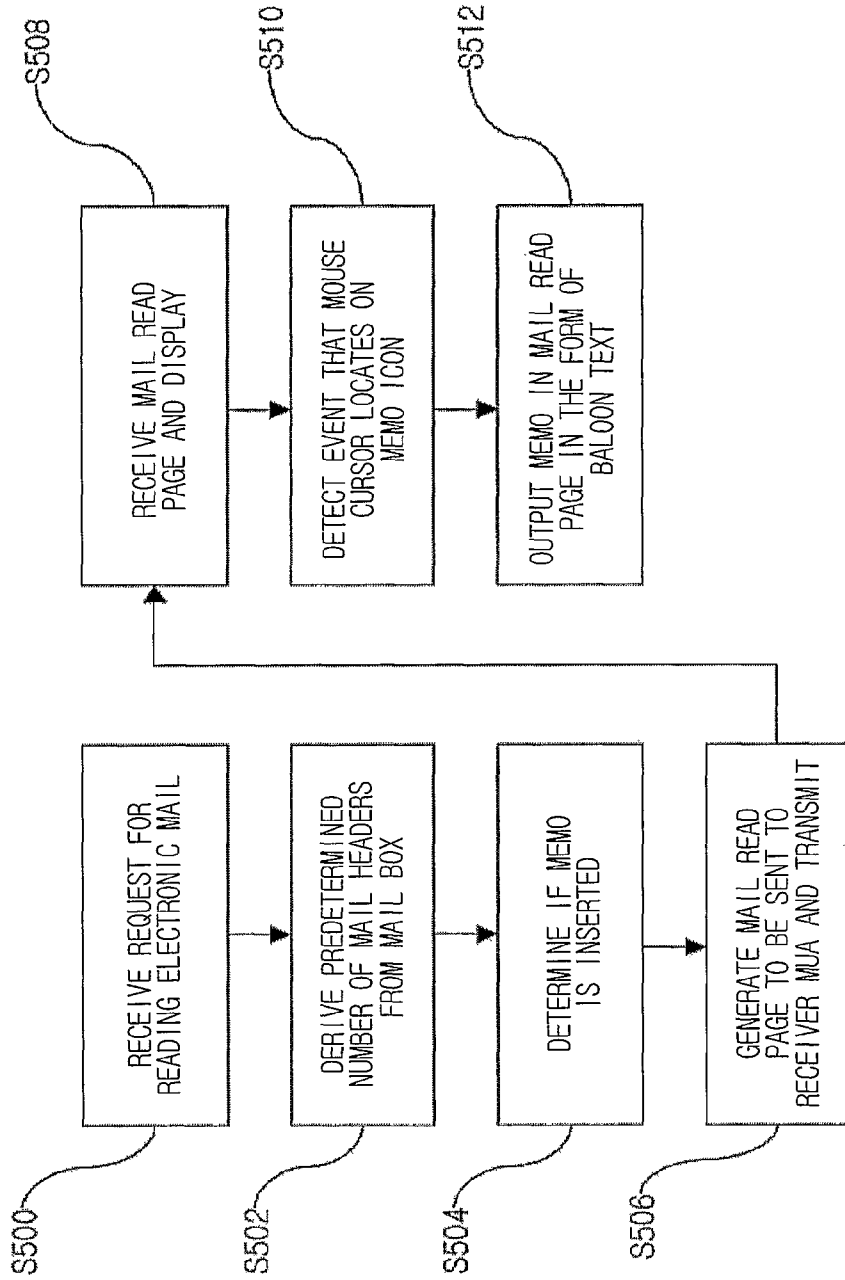 S500
RECEIVE REQUEST FOR
READING ELECTRONIC MAIL
S502
DERIVE PREDETERMINED
NUMBER OF MAIL HEADERS
FROM MAIL BOX
S504
DETERMINE IF MEMO
IS INSERTED
S506
GENERATE MAIL READ
PAGE TO BE SENT TO
RECEIVER MUA AND TRANSMIT
S508
RECEIVE MAIL READ
PAGE AND DISPLAY
S510
DETECT EVENT THAT MOUSE
CURSOR LOCATES ON
MEMO ICON
S512
OUTPUT MEMO IN MAIL READ
PAGE IN THE FORM OF
BALOON TEXT